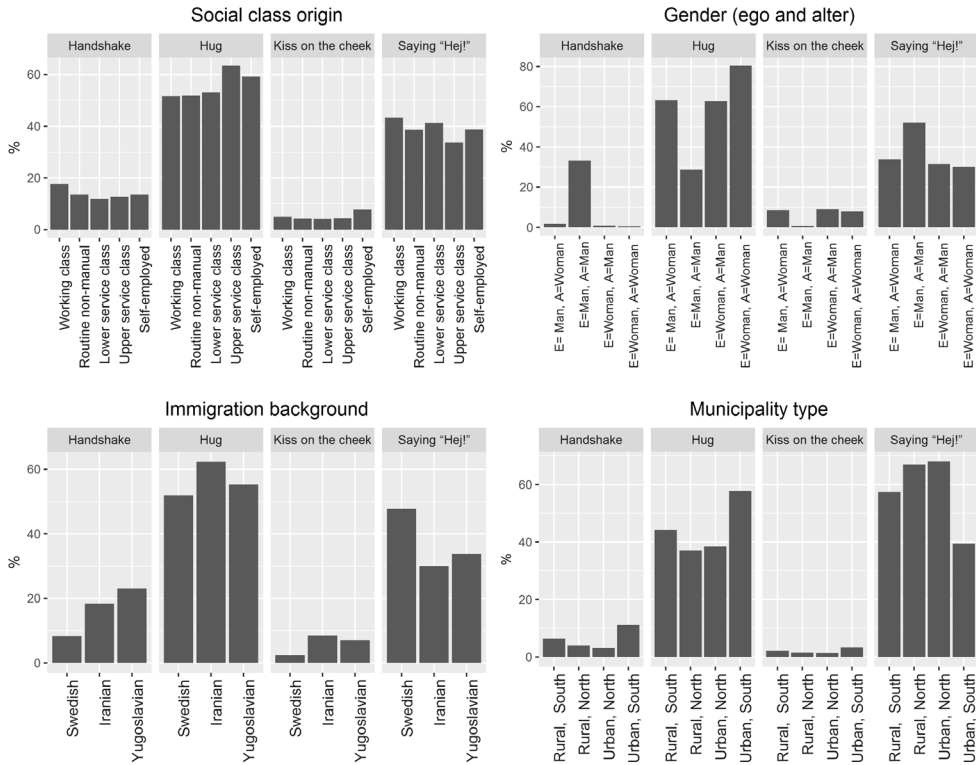 Social class origin
Handshake
Hug
Kiss on the cheek
Saying “Hej!”
%
60
40
20
0
Working class
Routine non-manual
Lower service class
Upper service class
Self-employed
Working class
Routine non-manual
Lower service class
Upper service class
Self-employed
Working class
Routine non-manual
Lower service class
Upper service class
Self-employed
Working class
Routine non-manual
Lower service class
Upper service class
Self-employed
Gender (ego and alter)
Handshake
Hug
Kiss on the cheek
Saying “Hej!”
%
80
60
40
20
0
E= Man, A=Woman
E=Man, A=Man
E=Woman, A=Man
E=Woman, A=Woman
E= Man, A=Woman
E=Man, A=Man
E=Woman, A=Man
E=Woman, A=Woman
E= Man, A=Woman
E=Man, A=Man
E=Woman, A=Man
E=Woman, A=Woman
E= Man, A=Woman
E=Man, A=Man
E=Woman, A=Man
E=Woman, A=Woman
Immigration background
Handshake
Hug
Kiss on the cheek
Saying “Hej!”
%
60
40
20
0
Swedish
Iranian
Yugoslavian
Swedish
Iranian
Yugoslavian
Swedish
Iranian
Yugoslavian
Swedish
Iranian
Yugoslavian
Municipality type
Handshake
Hug
Kiss on the cheek
Saying “Hej!”
%
60
40
20
0
Rural, South
Rural, North
Urban, North
Urban, South
Rural, South
Rural, North
Urban, North
Urban, South
Rural, South
Rural, North
Urban, North
Urban, South
Rural, South
Rural, North
Urban, North
Urban, South